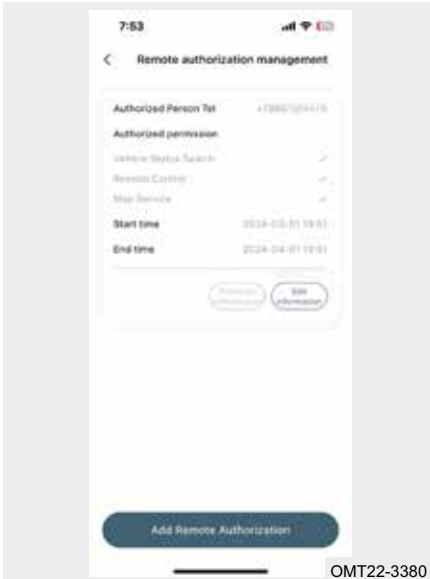 7:53
Remote authorization management
Authorized Person Tel
Authorized permission
Vehicle Status Search
Remote Control
Map Service
Start time
End time
Edit information
Add Remote Authorization
OMT22-3380